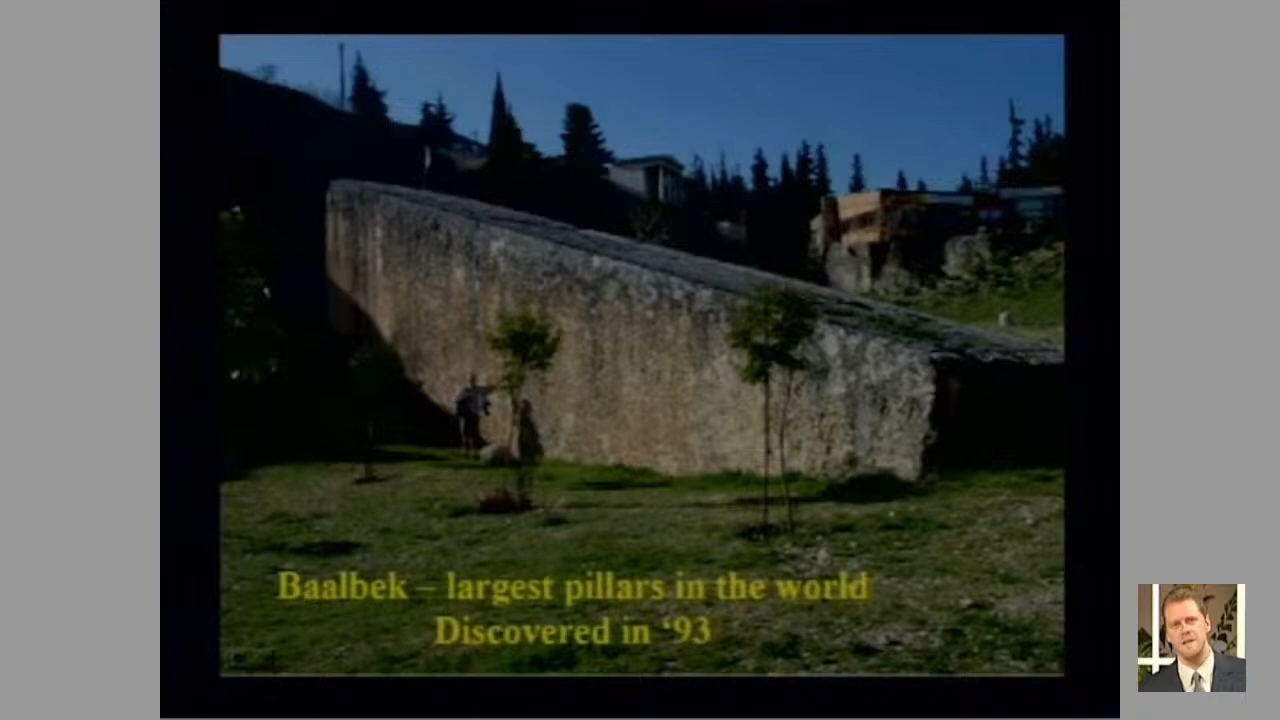 Baalbek – largest pillars in the world
Discovered in ‘93